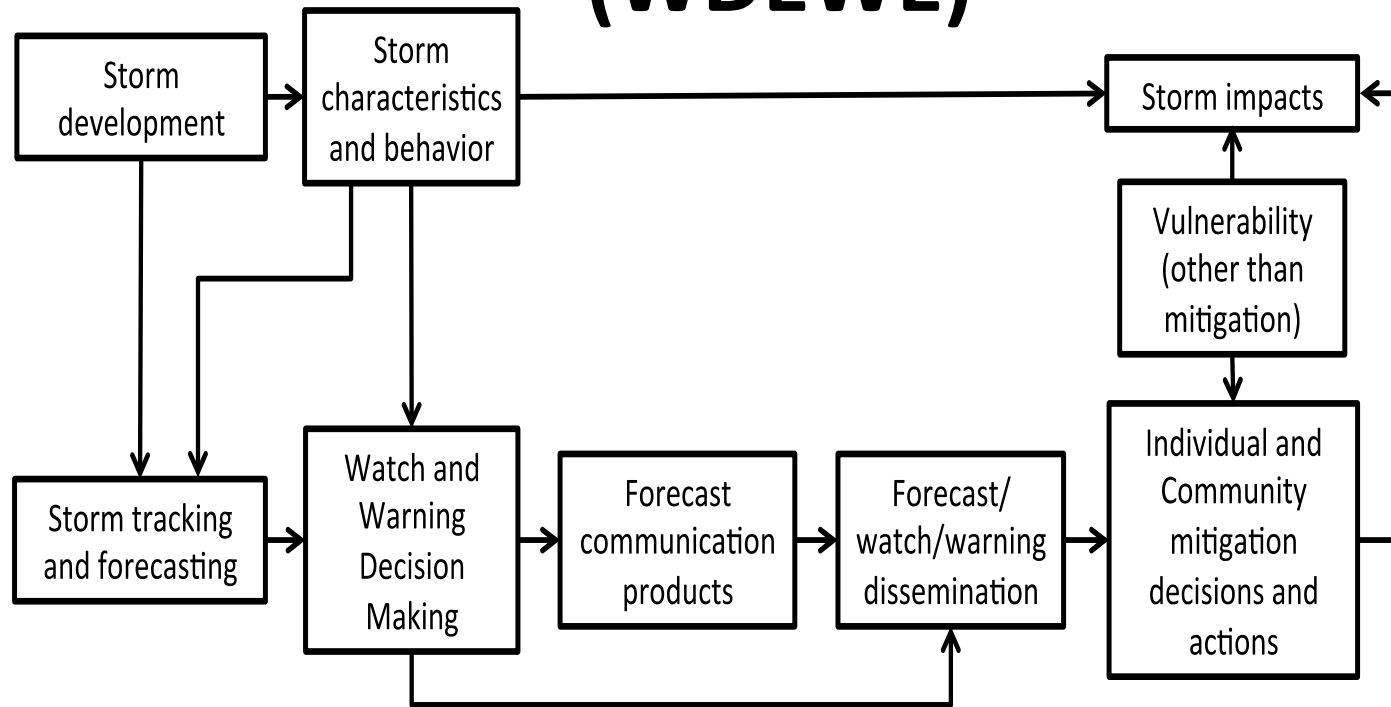 (WDLWL)
Storm
development
Storm
characteristics
and behavior
Storm impacts
Vulnerability
(other than
mitigation)
Storm tracking
and forecasting
Watch and
Warning
Decision
Making
Forecast
communication
products
Forecast/
watch/warning
dissemination
Individual and
Community
mitigation
decisions and
actions